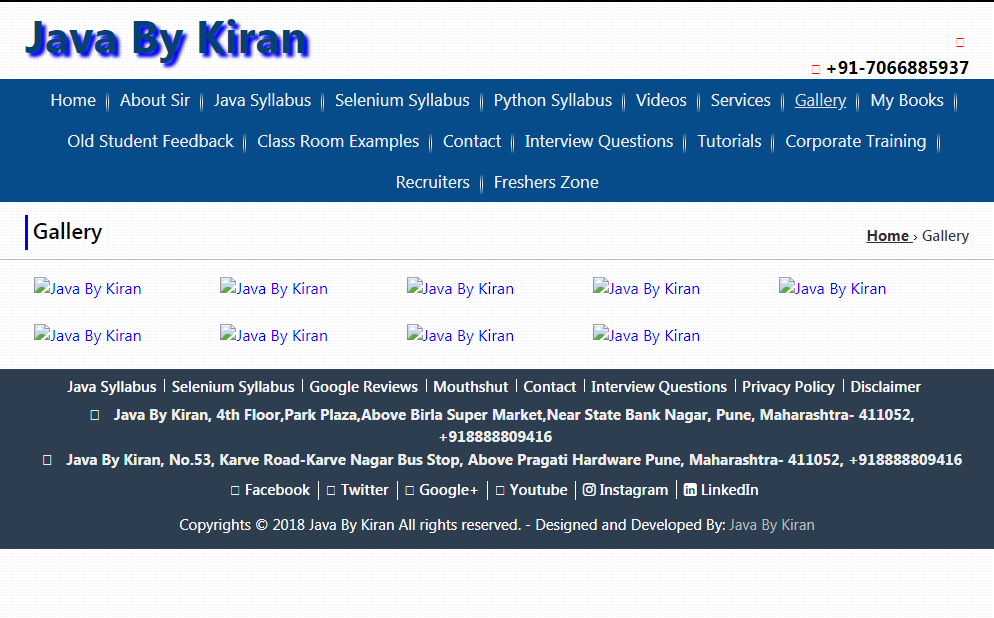 Java By Kiran
+91-7066885937
Home About Sir Java Syllabus Selenium Syllabus Python Syllabus Videos Services Gallery My Books
Old Student Feedback Class Room Examples Contact Interview Questions Tutorials Corporate Training
Recruiters Freshers Zone
Gallery
Home › Gallery
Java By Kiran Java By Kiran Java By Kiran Java By Kiran Java By Kiran
Java By Kiran Java By Kiran Java By Kiran Java By Kiran
Java Syllabus | Selenium Syllabus | Google Reviews | Mouthshut | Contact | Interview Questions | Privacy Policy | Disclaimer
Java By Kiran, 4th Floor,Park Plaza,Above Birla Super Market,Near State Bank Nagar, Pune, Maharashtra- 411052,
+918888809416
Java By Kiran, No.53, Karve Road-Karve Nagar Bus Stop, Above Pragati Hardware Pune, Maharashtra- 411052, +918888809416
Facebook | Twitter | Google+ | Youtube | Instagram | LinkedIn
Copyrights © 2018 Java By Kiran All rights reserved. - Designed and Developed By: Java By Kiran